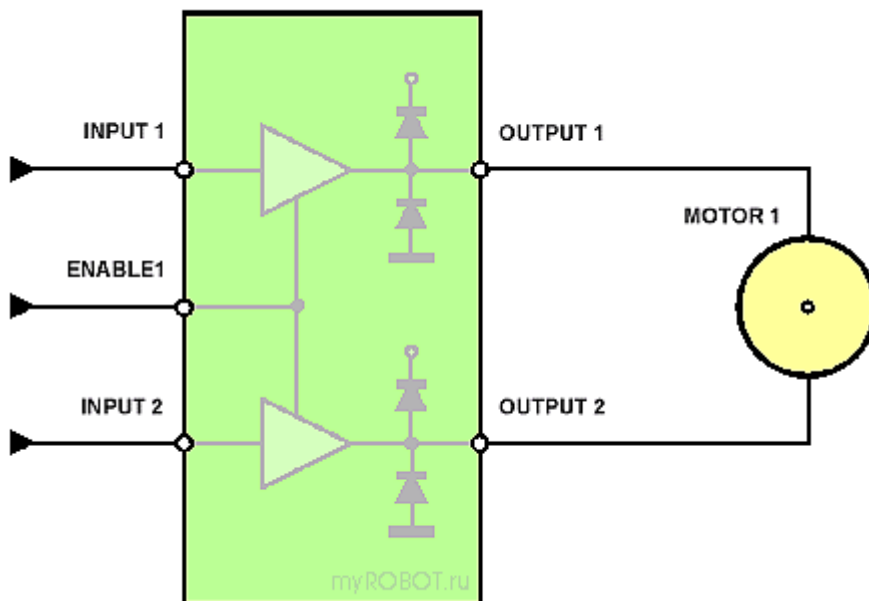 INPUT 1
OUTPUT 1
MOTOR 1
ENABLE1
INPUT 2
OUTPUT 2
myROBOT.ru